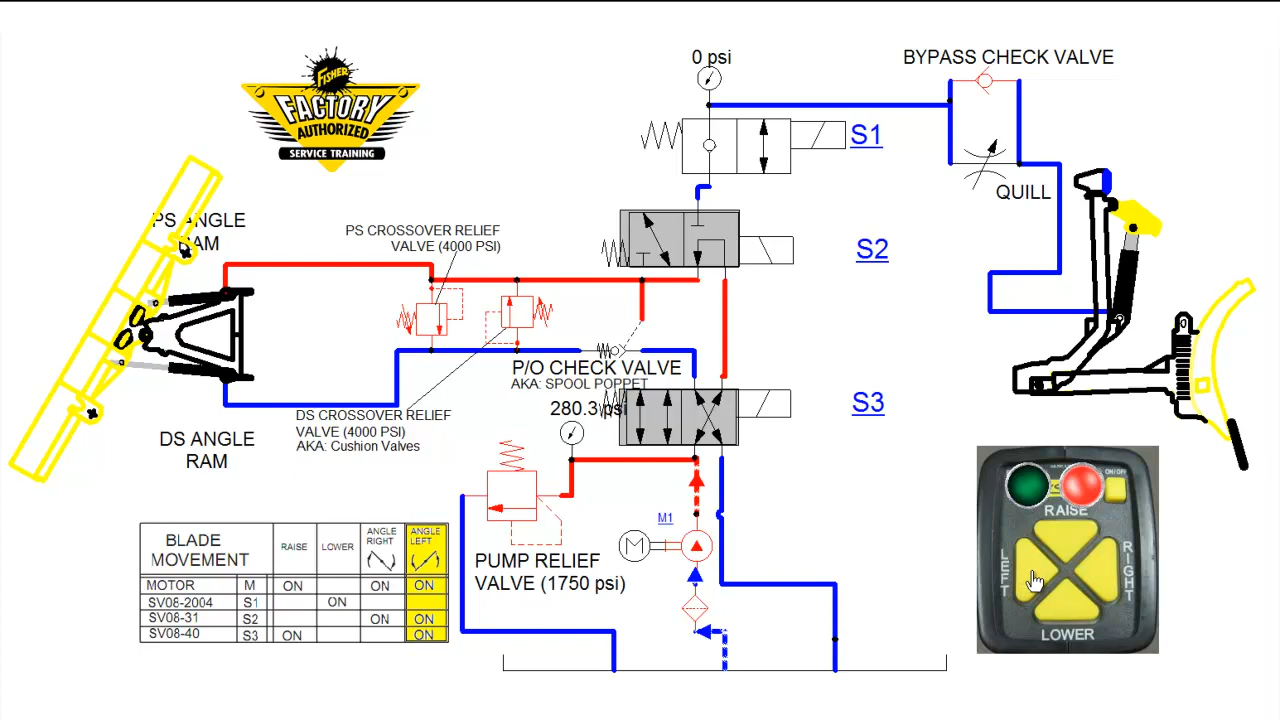 0 psi
BYPASS CHECK VALVE
FISHER
FACTORY
AUTHORIZED
SERVICE TRAINING
S1
QUILL
PS ANGLE
RAM
PS CROSSOVER RELIEF
VALVE (4000 PSI)
S2
P/O CHECK VALVE
AKA: SPOOL POPPET
280.3 psi
S3
DS CROSSOVER RELIEF
VALVE (4000 PSI)
AKA: Cushion Valves
DS ANGLE
RAM
M1
M
PUMP RELIEF
VALVE (1750 psi)
BLADE
MOVEMENT
RAISE
LOWER
ANGLE
RIGHT
ANGLE
LEFT
MOTOR M ON ON ON
SV08-2004 S1 ON
SV08-31 S2 ON ON
SV08-40 S3 ON ON
ON/OFF
RAISE
LEFT
RIGHT
LOWER